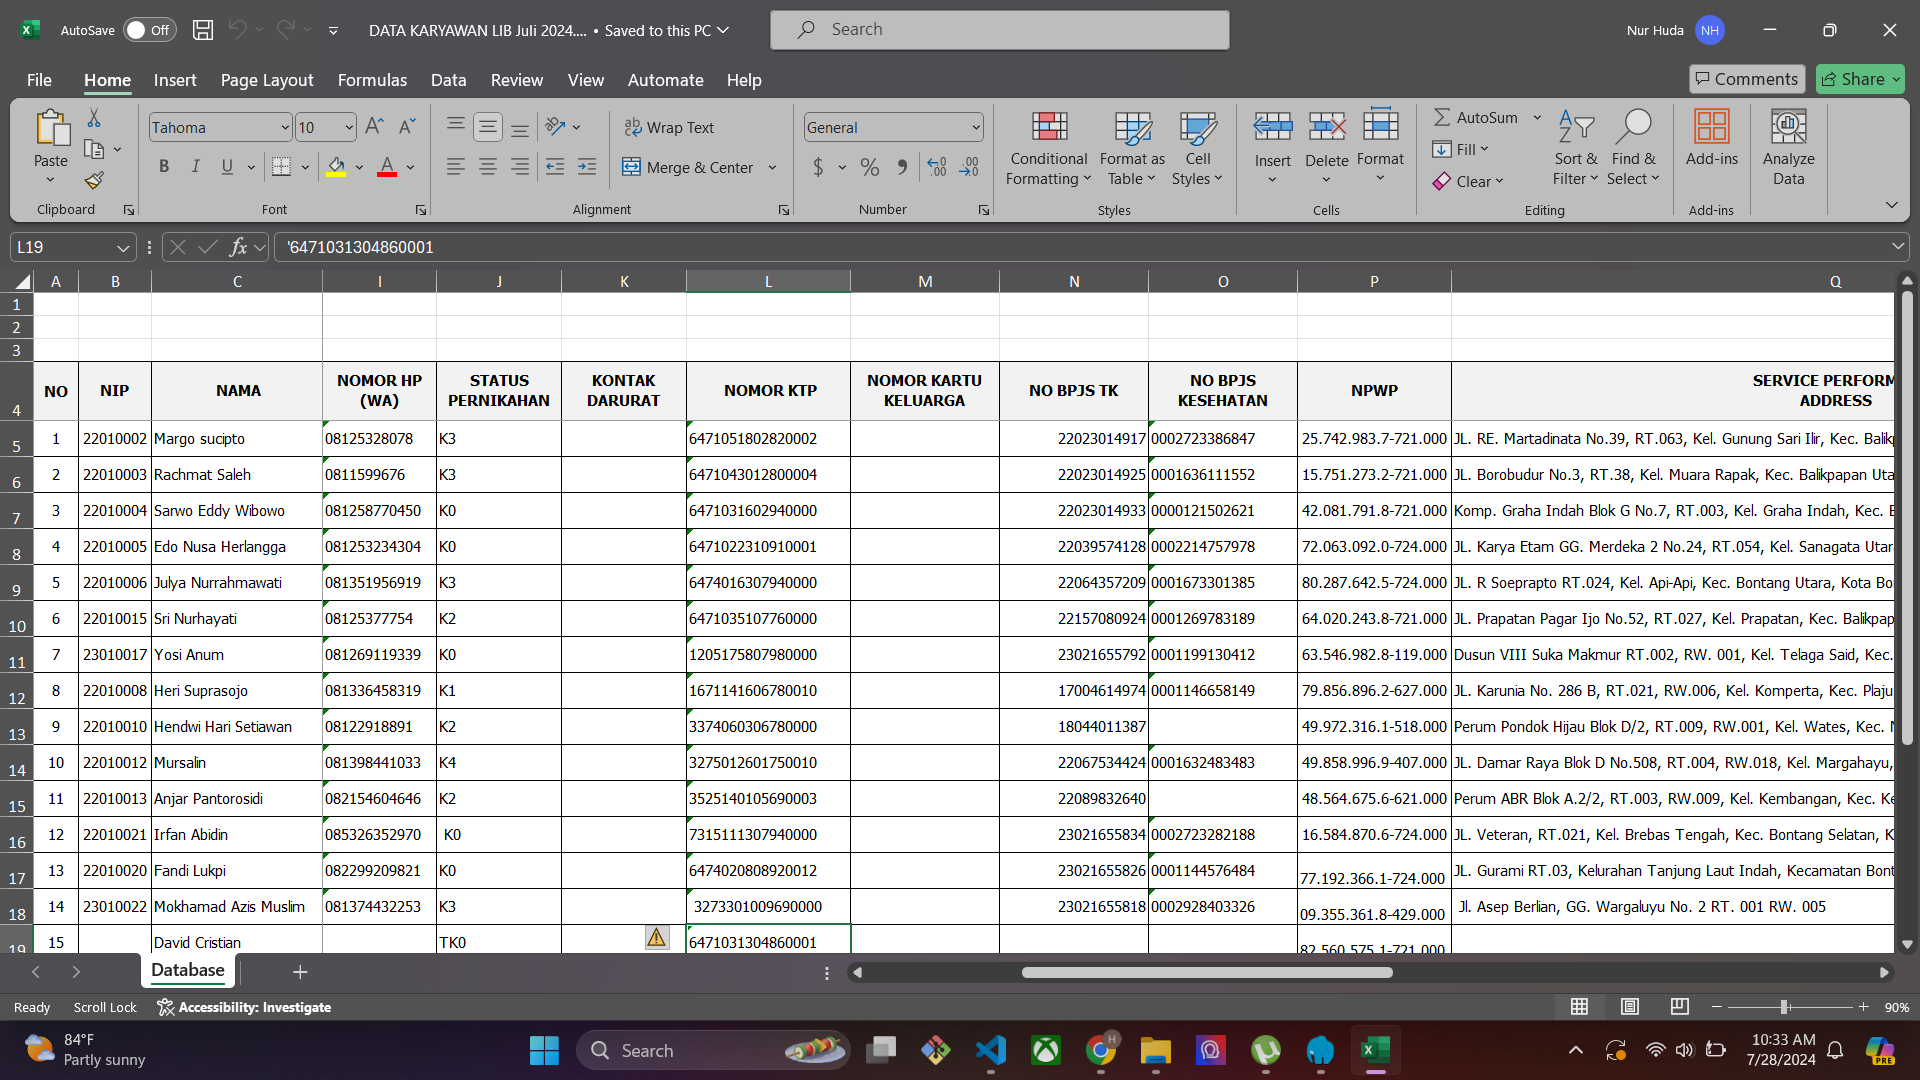 AutoSave Off DATA KARYAWAN LIB Juli 2024.... • Saved to this PC Search Nur Huda NH
File Home Insert Page Layout Formulas Data Review View Automate Help Comments Share
Paste
Clipboard
Tahoma 10
B I U
Font
Wrap Text
Merge & Center
Alignment
General
$ % ,
Number
Conditional Formatting
Format as Table
Cell Styles
Styles
Insert Delete Format
Cells
AutoSum
Fill
Clear
Sort & Filter
Find & Select
Editing
Add-ins
Add-ins
Analyze Data
L19 fx '6471031304860001
A B C I J K L M N O P Q
1
2
3
4 NO NIP NAMA NOMOR HP (WA) STATUS PERNIKAHAN KONTAK DARURAT NOMOR KTP NOMOR KARTU KELUARGA NO BPJS TK NO BPJS KESEHATAN NPWP SERVICE PERFORM ADDRESS
5 1 22010002 Margo sucipto 08125328078 K3 6471051802820002 22023014917 0002723386847 25.742.983.7-721.000 JL. RE. Martadinata No.39, RT.063, Kel. Gunung Sari Ilir, Kec. Balikp
6 2 22010003 Rachmat Saleh 0811599676 K3 6471043012800004 22023014925 0001636111552 15.751.273.2-721.000 JL. Borobudur No.3, RT.38, Kel. Muara Rapak, Kec. Balikpapan Uta
7 3 22010004 Sarwo Eddy Wibowo 081258770450 K0 6471031602940000 22023014933 0000121502621 42.081.791.8-721.000 Komp. Graha Indah Blok G No.7, RT.003, Kel. Graha Indah, Kec. B
8 4 22010005 Edo Nusa Herlangga 081253234304 K0 6471022310910001 22039574128 0002214757978 72.063.092.0-724.000 JL. Karya Etam GG. Merdeka 2 No.24, RT.054, Kel. Sanagata Utar
9 5 22010006 Julya Nurrahmawati 081351956919 K3 6474016307940000 22064357209 0001673301385 80.287.642.5-724.000 JL. R Soeprapto RT.024, Kel. Api-Api, Kec. Bontang Utara, Kota Bo
10 6 22010015 Sri Nurhayati 08125377754 K2 6471035107760000 22157080924 0001269783189 64.020.243.8-721.000 JL. Prapatan Pagar Ijo No.52, RT.027, Kel. Prapatan, Kec. Balikpap
11 7 23010017 Yosi Anum 081269119339 K0 1205175807980000 23021655792 0001199130412 63.546.982.8-119.000 Dusun VIII Suka Makmur RT.002, RW. 001, Kel. Telaga Said, Kec.
12 8 22010008 Heri Suprasojo 081336458319 K1 1671141606780010 17004614974 0001146658149 79.856.896.2-627.000 JL. Karunia No. 286 B, RT.021, RW.006, Kel. Komperta, Kec. Plaju
13 9 22010010 Hendwi Hari Setiawan 08122918891 K2 3374060306780000 18044011387 49.972.316.1-518.000 Perum Pondok Hijau Blok D/2, RT.009, RW.001, Kel. Wates, Kec. N
14 10 22010012 Mursalin 081398441033 K4 3275012601750010 22067534424 0001632483483 49.858.996.9-407.000 JL. Damar Raya Blok D No.508, RT.004, RW.018, Kel. Margahayu,
15 11 22010013 Anjar Pantorosidi 082154604646 K2 3525140105690003 22089832640 48.564.675.6-621.000 Perum ABR Blok A.2/2, RT.003, RW.009, Kel. Kembangan, Kec. Ke
16 12 22010021 Irfan Abidin 085326352970 K0 7315111307940000 23021655834 0002723282188 16.584.870.6-724.000 JL. Veteran, RT.021, Kel. Brebas Tengah, Kec. Bontang Selatan, K
17 13 22010020 Fandi Lukpi 082299209821 K0 6474020808920012 23021655826 0001144576484 77.192.366.1-724.000 JL. Gurami RT.03, Kelurahan Tanjung Laut Indah, Kecamatan Bont
18 14 23010022 Mokhamad Azis Muslim 081374432253 K3 3273301009690000 23021655818 0002928403326 09.355.361.8-429.000 Jl. Asep Berlian, GG. Wargaluyu No. 2 RT. 001 RW. 005
19 15 David Cristian TK0 6471031304860001 82.560.575.1-721.000
Database
Ready Scroll Lock Accessibility: Investigate 90%
84°F
Partly sunny
Search
10:33 AM
7/28/2024
PRE